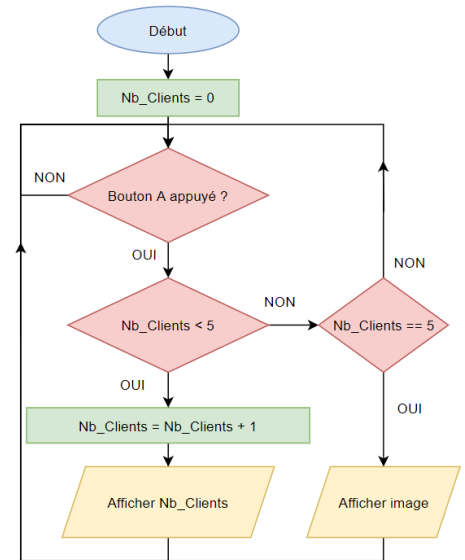 Début
Nb_Clients = 0
NON
Bouton A appuyé ?
OUI
NON
NON
Nb_Clients < 5
Nb_Clients == 5
OUI
OUI
Nb_Clients = Nb_Clients + 1
Afficher Nb_Clients
Afficher image